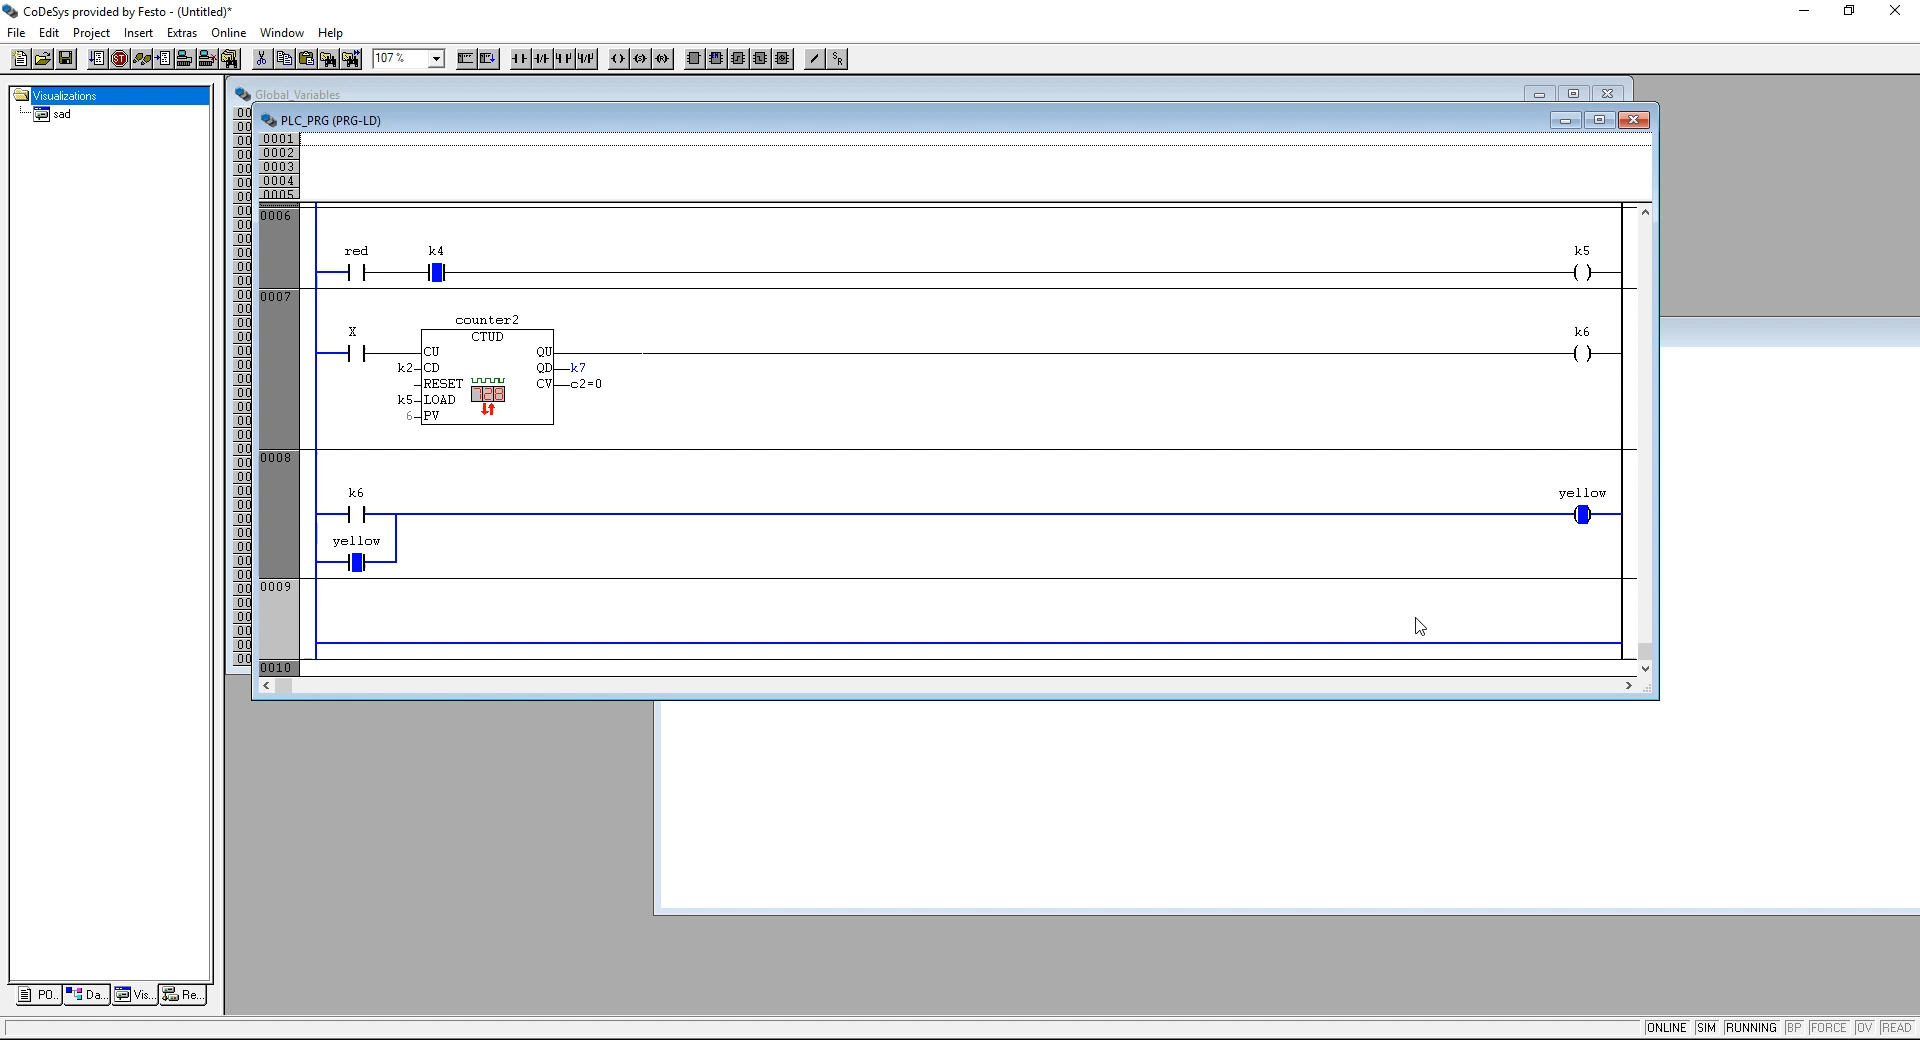 CoDeSys provided by Festo - (Untitled)*
File Edit Project Insert Extras Online Window Help
107 %
Visualizations
sad
Global_Variables
PLC_PRG (PRG-LD)
0001
0002
0003
0004
0005
0006
red k4 k5
0007
counter2
X CTUD k6
CU QU
k2 CD QD k7
RESET CV c2=0
k5 LOAD
6 PV
0008
k6 yellow
yellow
0009
0010
PO... Da... Vis... Re...
ONLINE SIM RUNNING BP FORCE OV READ